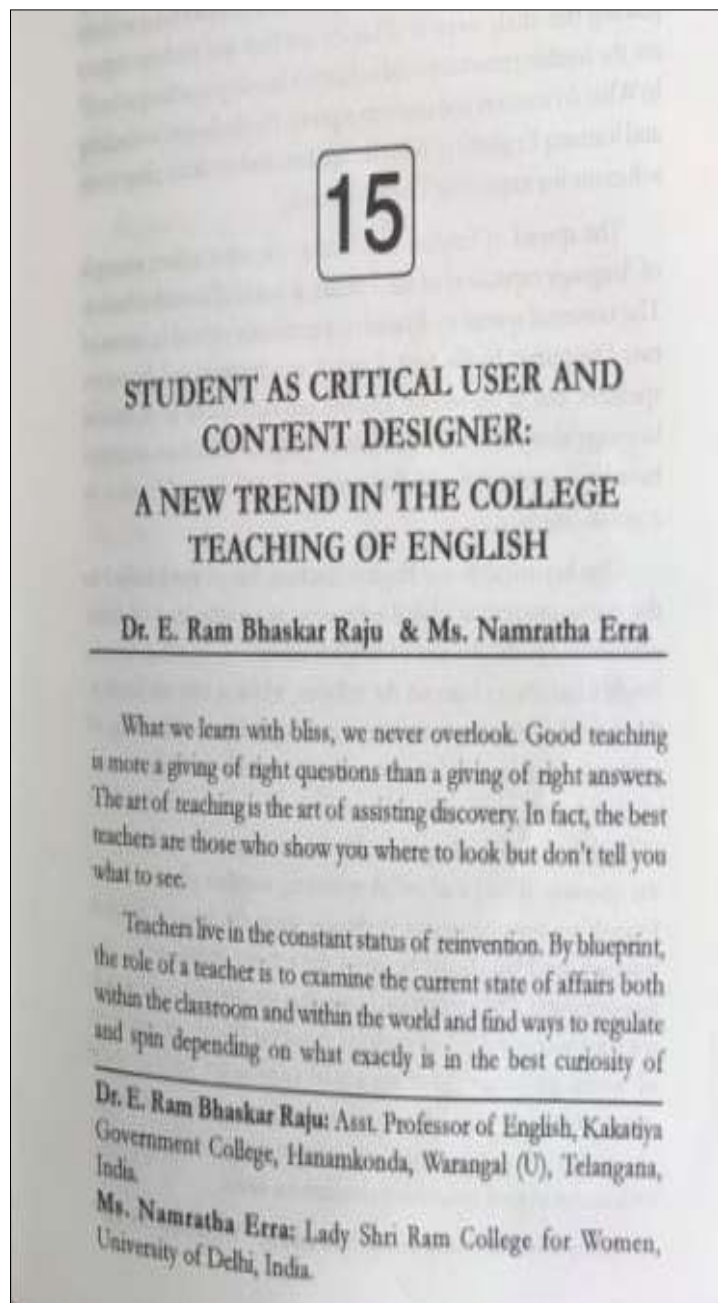 15
STUDENT AS CRITICAL USER AND
CONTENT DESIGNER:
A NEW TREND IN THE COLLEGE
TEACHING OF ENGLISH
Dr. E. Ram Bhaskar Raju & Ms. Namratha Erra
What we learn with bliss, we never overlook. Good teaching
is more a giving of right questions than a giving of right answers.
The art of teaching is the art of assisting discovery. In fact, the best
teachers are those who show you where to look but don't tell you
what to see.
Teachers live in the constant status of reinvention. By blueprint,
the role of a teacher is to examine the current state of affairs both
within the classroom and within the world and find ways to regulate
and spin depending on what exactly is in the best curiosity of
Dr. E. Ram Bhaskar Raju: Asst. Professor of English, Kakatiya
Government College, Hanamkonda, Warangal (U), Telangana,
India.
Ms. Namratha Erra: Lady Shri Ram College for Women,
University of Delhi, India.